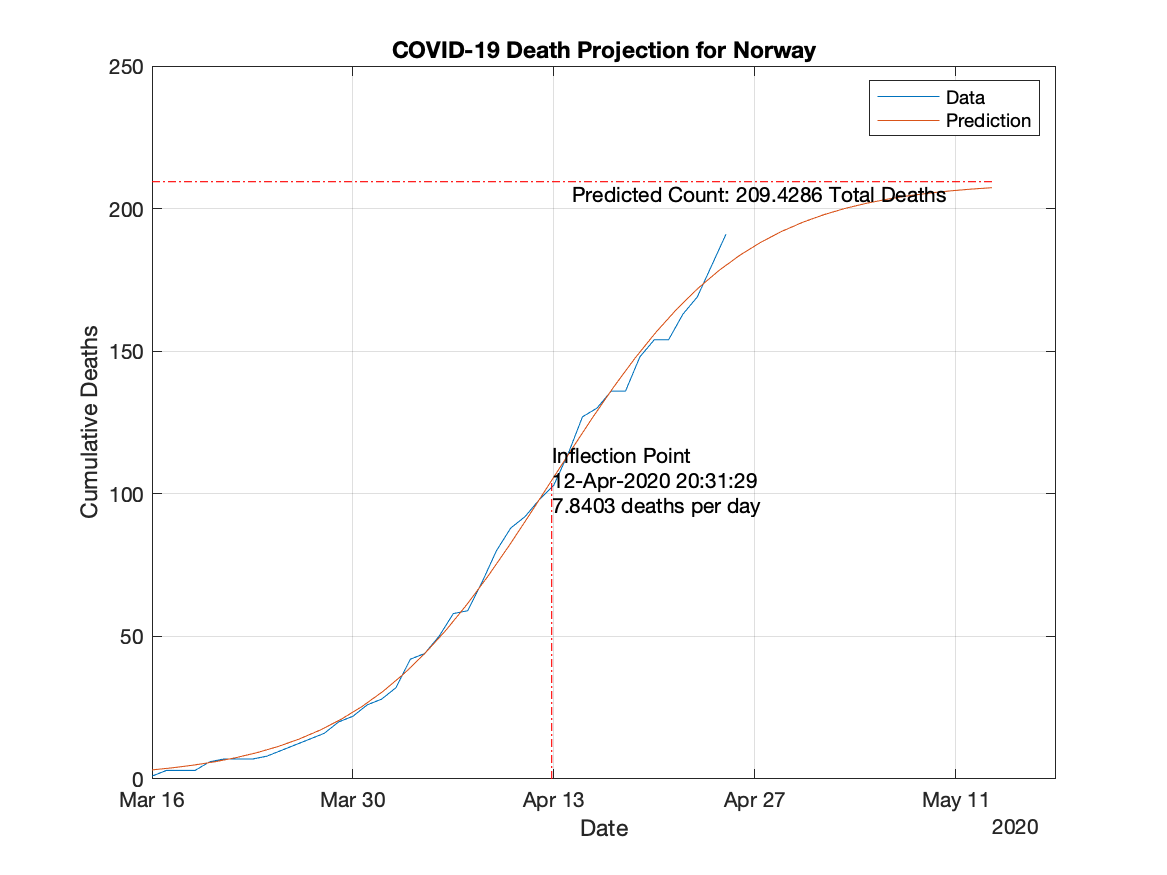 COVID-19 Death Projection for Norway
250
200
150
100
50
0
Cumulative Deaths
Data
Prediction
Predicted Count: 209.4286 Total Deaths
Inflection Point
12-Apr-2020 20:31:29
7.8403 deaths per day
Mar 16 Mar 30 Apr 13 Apr 27 May 11
Date
2020